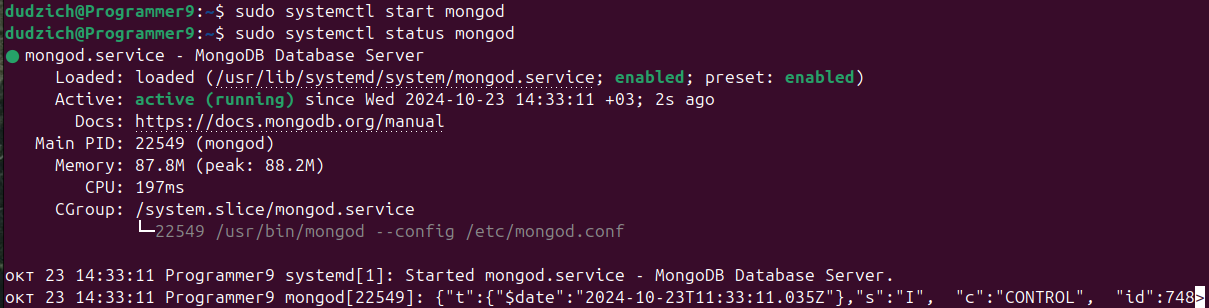 dudzich@Programmer9:~$ sudo systemctl start mongod
dudzich@Programmer9:~$ sudo systemctl status mongod
● mongod.service - MongoDB Database Server
     Loaded: loaded (/usr/lib/systemd/system/mongod.service; enabled; preset: enabled)
     Active: active (running) since Wed 2024-10-23 14:33:11 +03; 2s ago
       Docs: https://docs.mongodb.org/manual
   Main PID: 22549 (mongod)
     Memory: 87.8M (peak: 88.2M)
        CPU: 197ms
     CGroup: /system.slice/mongod.service
             └─22549 /usr/bin/mongod --config /etc/mongod.conf
окт 23 14:33:11 Programmer9 systemd[1]: Started mongod.service - MongoDB Database Server.
окт 23 14:33:11 Programmer9 mongod[22549]: {"t":{"$date":"2024-10-23T11:33:11.035Z"},"s":"I",  "c":"CONTROL",  "id":748>